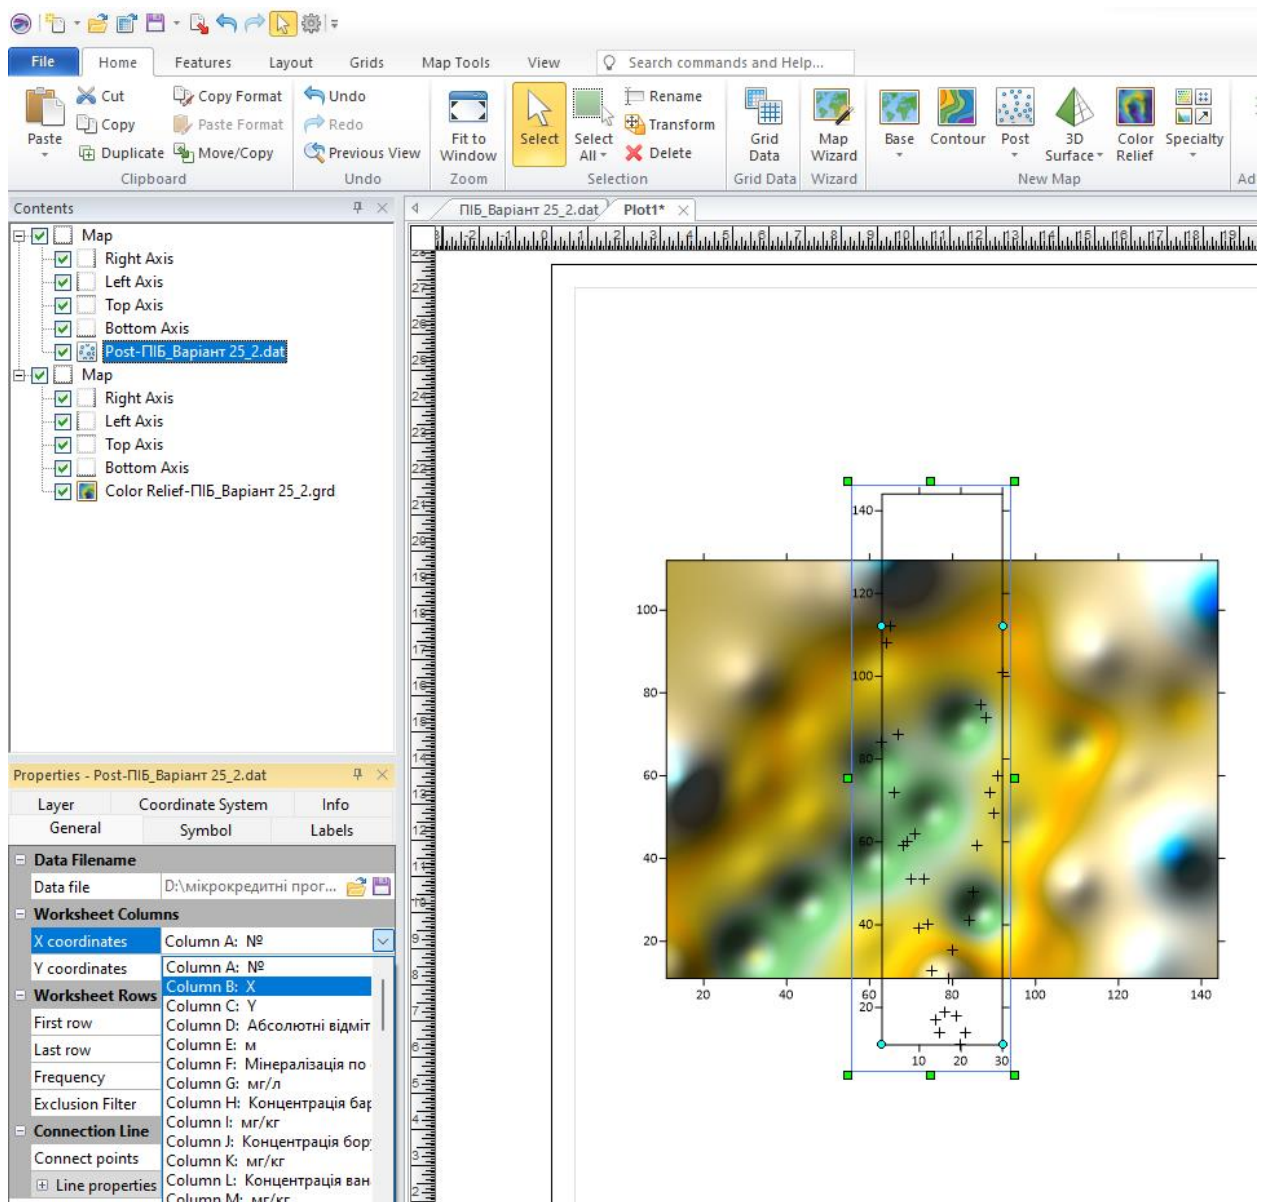 File Home Features Layout Grids Map Tools View Search commands and Help...
Paste Cut Copy Format Undo Rename
Copy Paste Format Redo Transform
Duplicate Move/Copy Previous View Delete
Fit to Window Select Select All Grid Data Map Wizard Base Contour Post 3D Surface Color Relief Specialty
Clipboard Undo Zoom Selection Grid Data Wizard New Map Ad
Contents
ПІБ_Варіант 25_2.dat Plot1*
Map
Right Axis
Left Axis
Top Axis
Bottom Axis
Post-ПІБ_Варіант 25_2.dat
Map
Right Axis
Left Axis
Top Axis
Bottom Axis
Color Relief-ПІБ_Варіант 25_2.grd
Properties - Post-ПІБ_Варіант 25_2.dat
Layer Coordinate System Info
General Symbol Labels
Data Filename
Data file D:\мікрокредитні прог...
Worksheet Columns
X coordinates Column A: №
Y coordinates
Column A: №
Column B: X
Worksheet Rows
Column C: Y
First row
Column D: Абсолютні відміт
Last row
Column E: м
Column F: Мінералізація по
Frequency
Column G: мг/л
Exclusion Filter
Column H: Концентрація бар
Column I: мг/кг
Connection Line
Column J: Концентрація бор
Connect points
Column K: мг/кг
Line properties
Column L: Концентрація ван
Column M: мг/кг
140
120
100
80
60
40
20
10 20 30
100
80
60
40
20
20 40 60 80 100 120 140